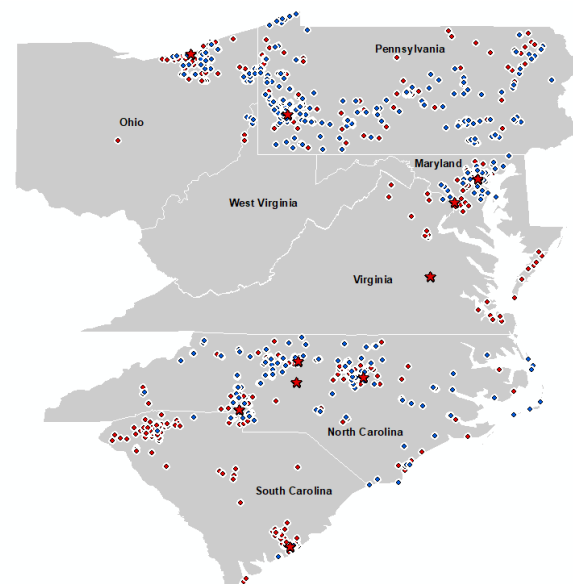 Pennsylvania
Ohio
Maryland
West Virginia
Virginia
North Carolina
South Carolina